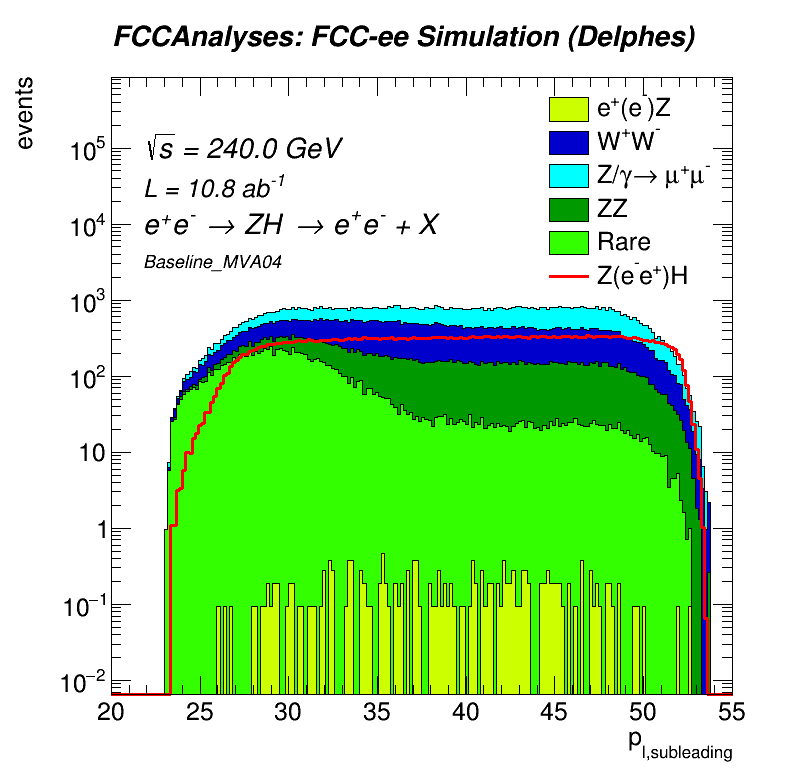 FCCAnalyses: FCC-ee Simulation (Delphes)
events
√s = 240.0 GeV
L = 10.8 ab⁻¹
e⁺e⁻ → ZH → e⁺e⁻ + X
Baseline_MVA04
e⁺(e⁻)Z
W⁺W⁻
Z/γ→ μ⁺μ⁻
ZZ
Rare
Z(e⁻e⁺)H
10⁵
10⁴
10³
10²
10
1
10⁻¹
10⁻²
20 25 30 35 40 45 50 55
p_l,subleading